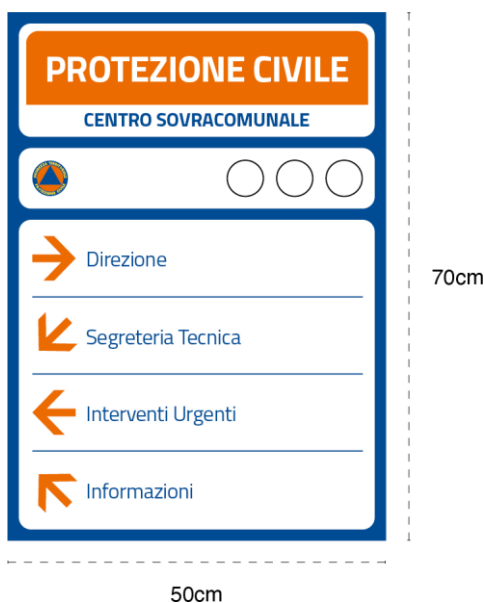 PROTEZIONE CIVILE
CENTRO SOVRACOMUNALE
Direzione
Segreteria Tecnica
Interventi Urgenti
Informazioni
70cm
50cm